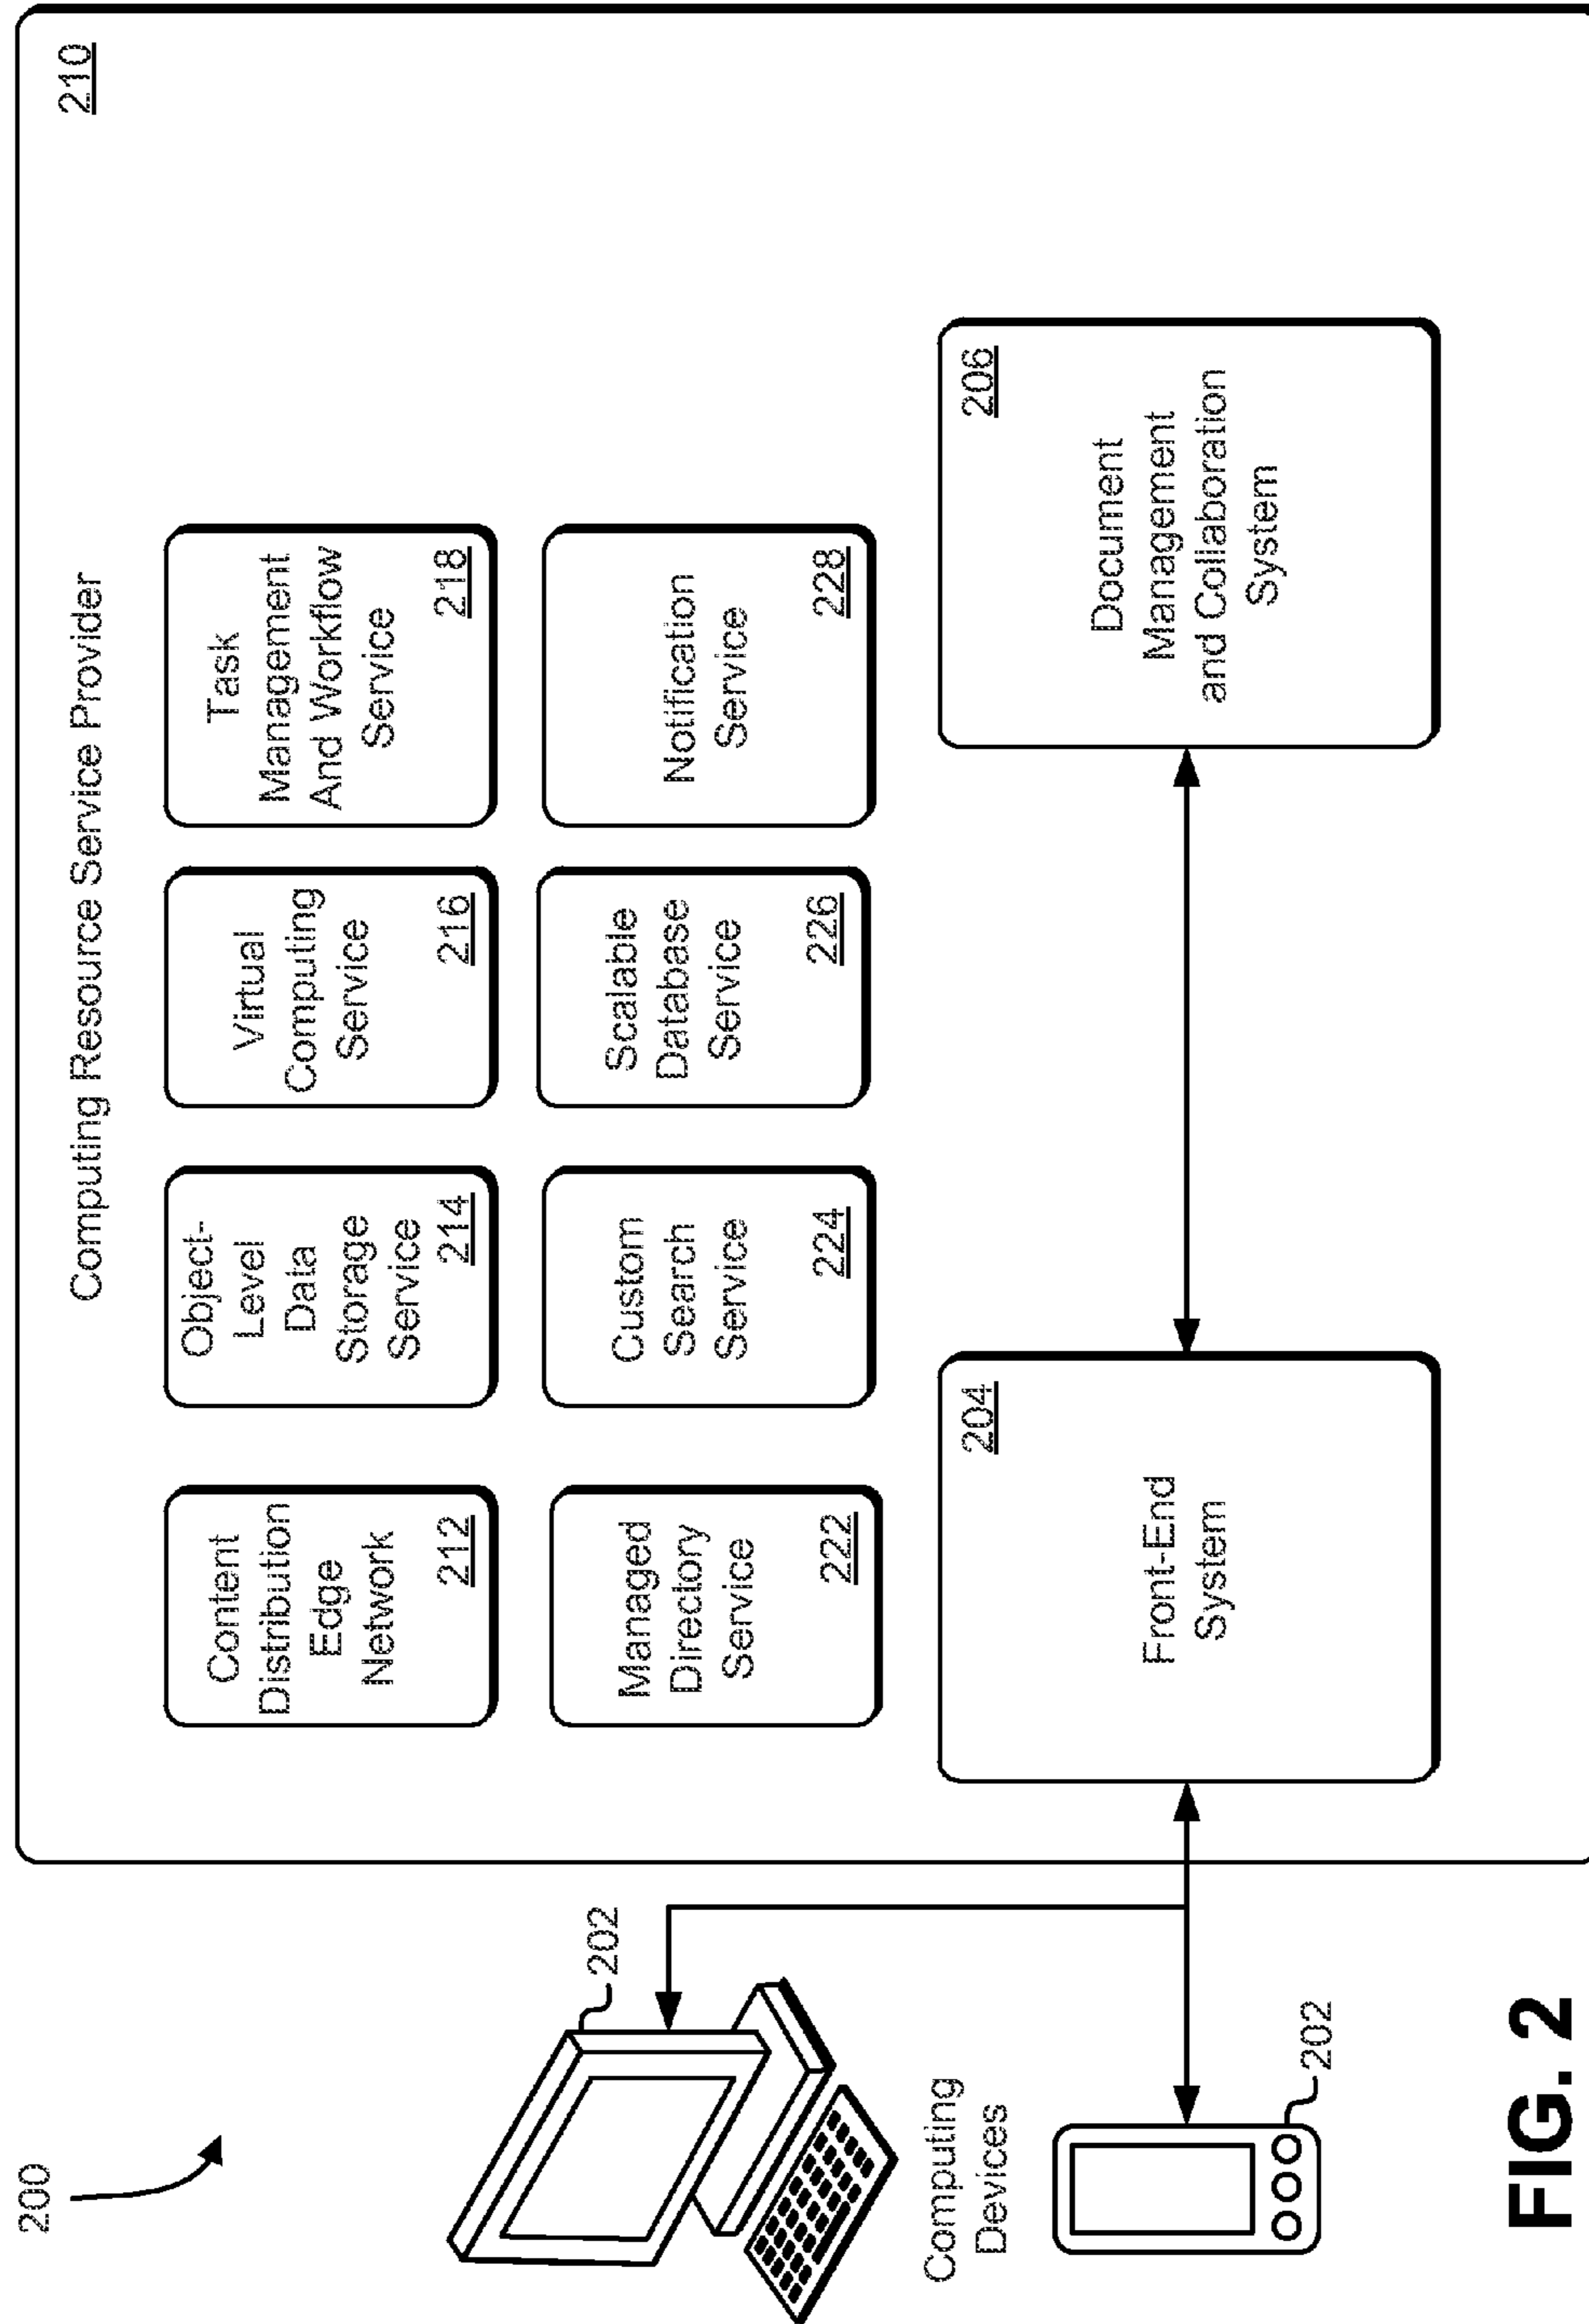 200
Computing Resource Service Provider
210
Content
Distribution
Edge
Network
212
Object-
Level
Data
Storage
Service
214
Virtual
Computing
Service
216
Task
Management
And Workflow
Service
218
Managed
Directory
Service
222
Custom
Search
Service
224
Scalable
Database
Service
226
Notification
Service
228
202
Computing
Devices
202
204
Front-End
System
206
Document
Management
and Collaboration
System
FIG. 2